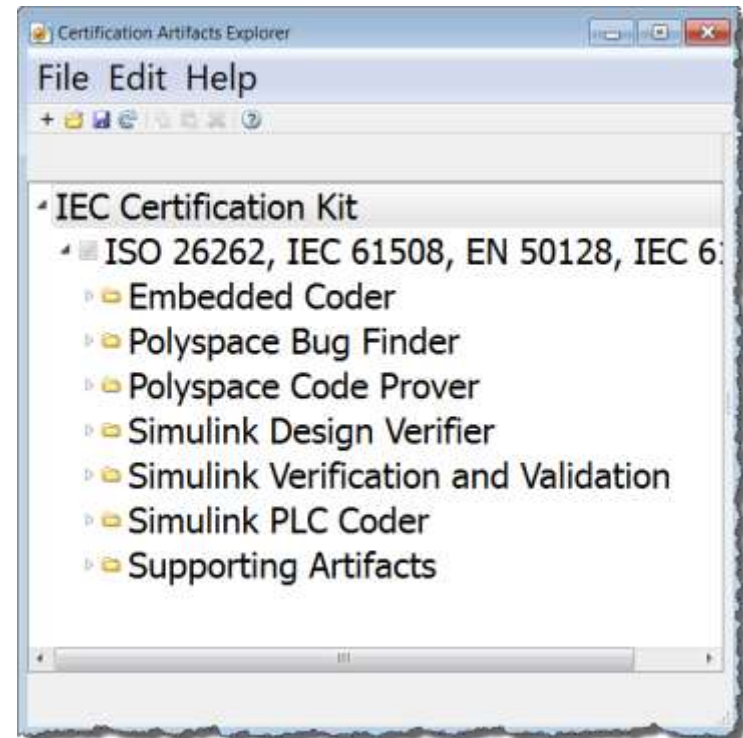 Certification Artifacts Explorer
File Edit Help
IEC Certification Kit
ISO 26262, IEC 61508, EN 50128, IEC 6
Embedded Coder
Polyspace Bug Finder
Polyspace Code Prover
Simulink Design Verifier
Simulink Verification and Validation
Simulink PLC Coder
Supporting Artifacts